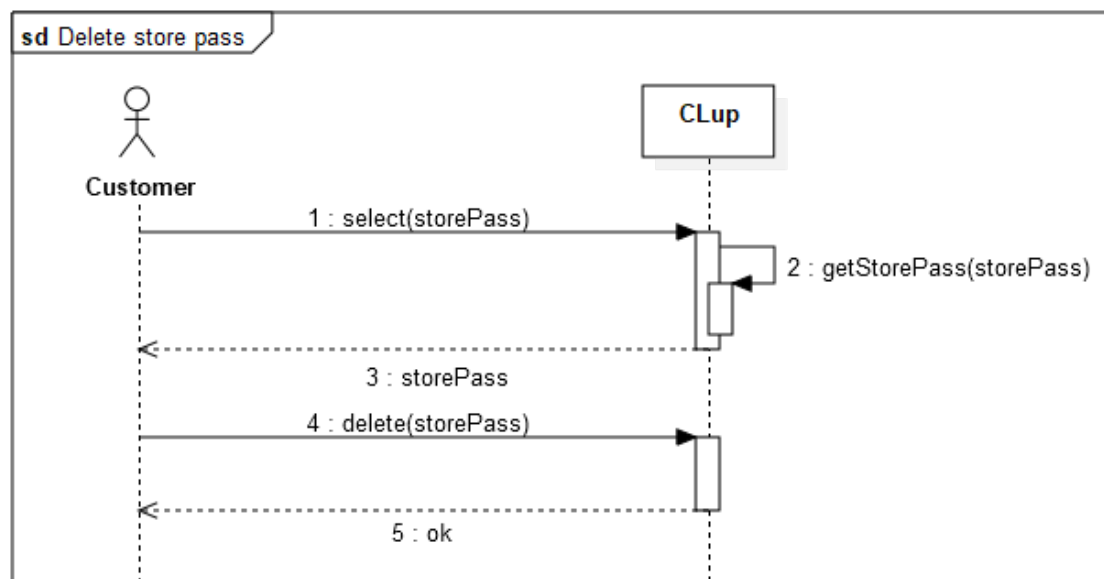 sd Delete store pass
CLup
Customer
1 : select(storePass)
2 : getStorePass(storePass)
3 : storePass
4 : delete(storePass)
5 : ok